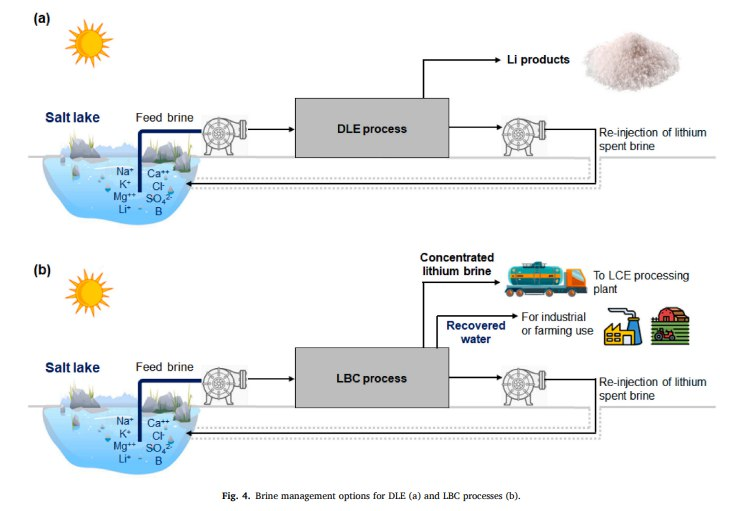 (a)
Li products
Salt lake
Feed brine
DLE process
Re-injection of lithium
spent brine
Na⁺
Ca⁺⁺
K⁺
Cl⁻
Mg⁺⁺
SO₄²⁻
Li⁺
B
(b)
Concentrated
lithium brine
To LCE processing
plant
For industrial
or farming use
Recovered
water
Salt lake
Feed brine
LBC process
Re-injection of lithium
spent brine
Na⁺
Ca⁺⁺
K⁺
Cl⁻
Mg⁺⁺
SO₄²⁻
Li⁺
B
Fig. 4. Brine management options for DLE (a) and LBC processes (b).